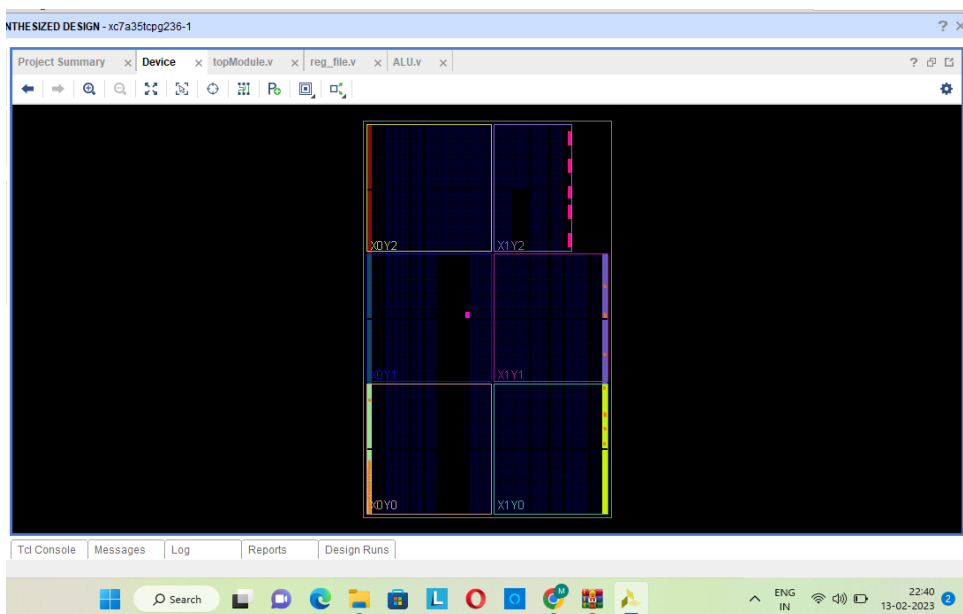 NTHESIZED DESIGN - xc7a35tcpg236-1
Project Summary Device topModule.v reg_file.v ALU.v
X0Y2 X1Y2
X0Y1 X1Y1
X0Y0 X1Y0
Tcl Console Messages Log Reports Design Runs
Search
ENG 22:40
IN 13-02-2023 2